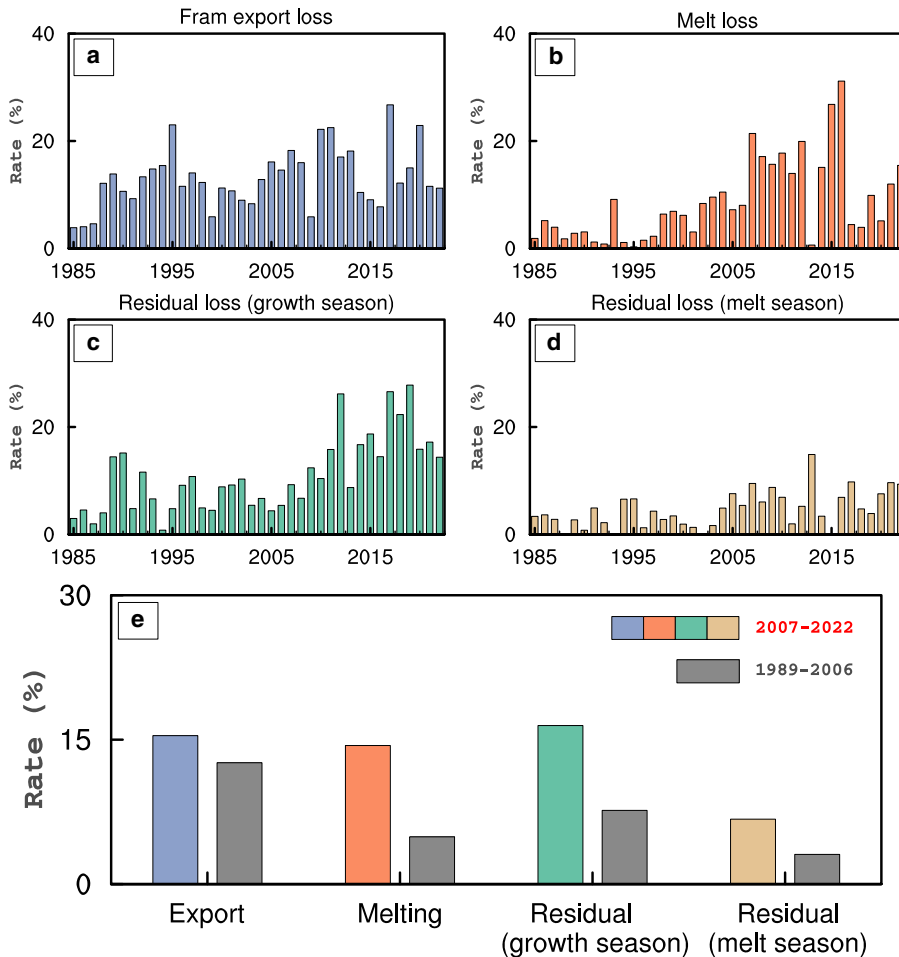 Fram export loss
a
Rate (%)
40
20
0
1985 1995 2005 2015
Melt loss
b
Rate (%)
40
20
0
1985 1995 2005 2015
Residual loss (growth season)
c
Rate (%)
40
20
0
1985 1995 2005 2015
Residual loss (melt season)
d
Rate (%)
40
20
0
1985 1995 2005 2015
e
Rate (%)
30
15
0
2007-2022
1989-2006
Export Melting Residual Residual
(growth season) (melt season)